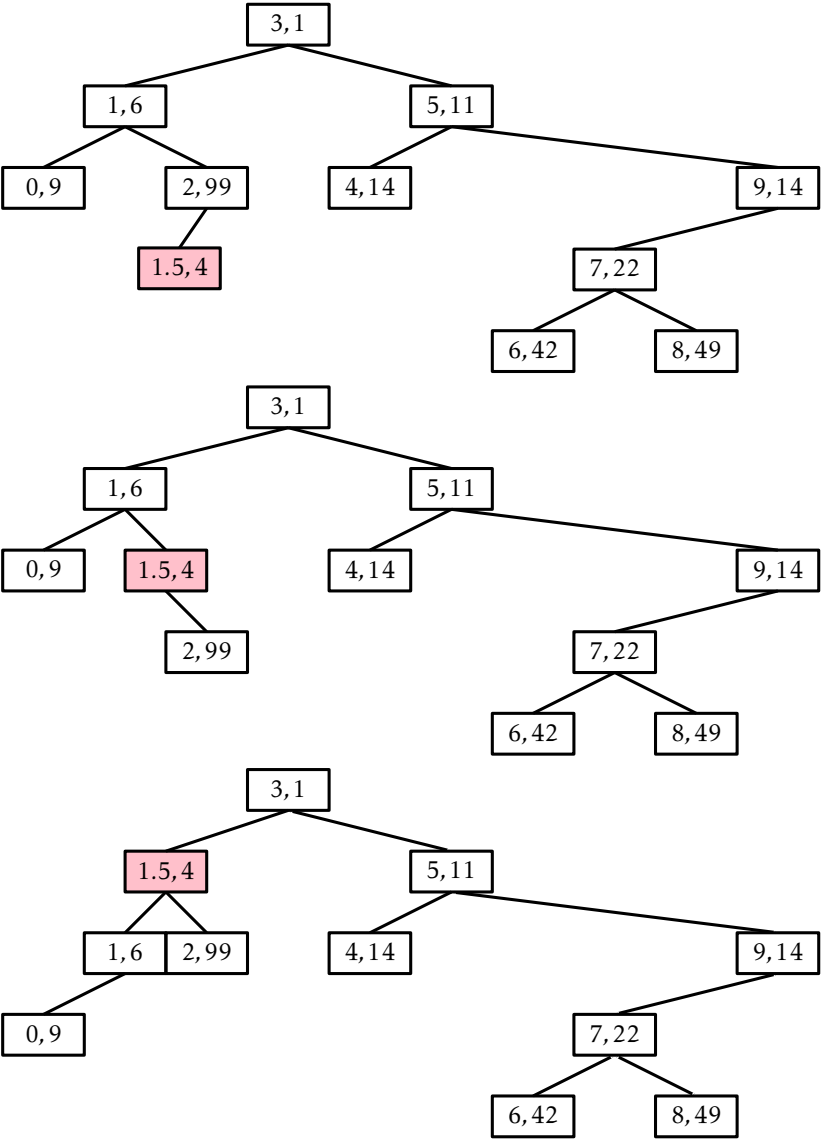 3, 1
1, 6 5, 11
0, 9 2, 99 4, 14 9, 14
1.5, 4 7, 22
6, 42 8, 49
3, 1
1, 6 5, 11
0, 9 1.5, 4 4, 14 9, 14
2, 99 7, 22
6, 42 8, 49
3, 1
1.5, 4 5, 11
1, 6 2, 99 4, 14 9, 14
0, 9 7, 22
6, 42 8, 49